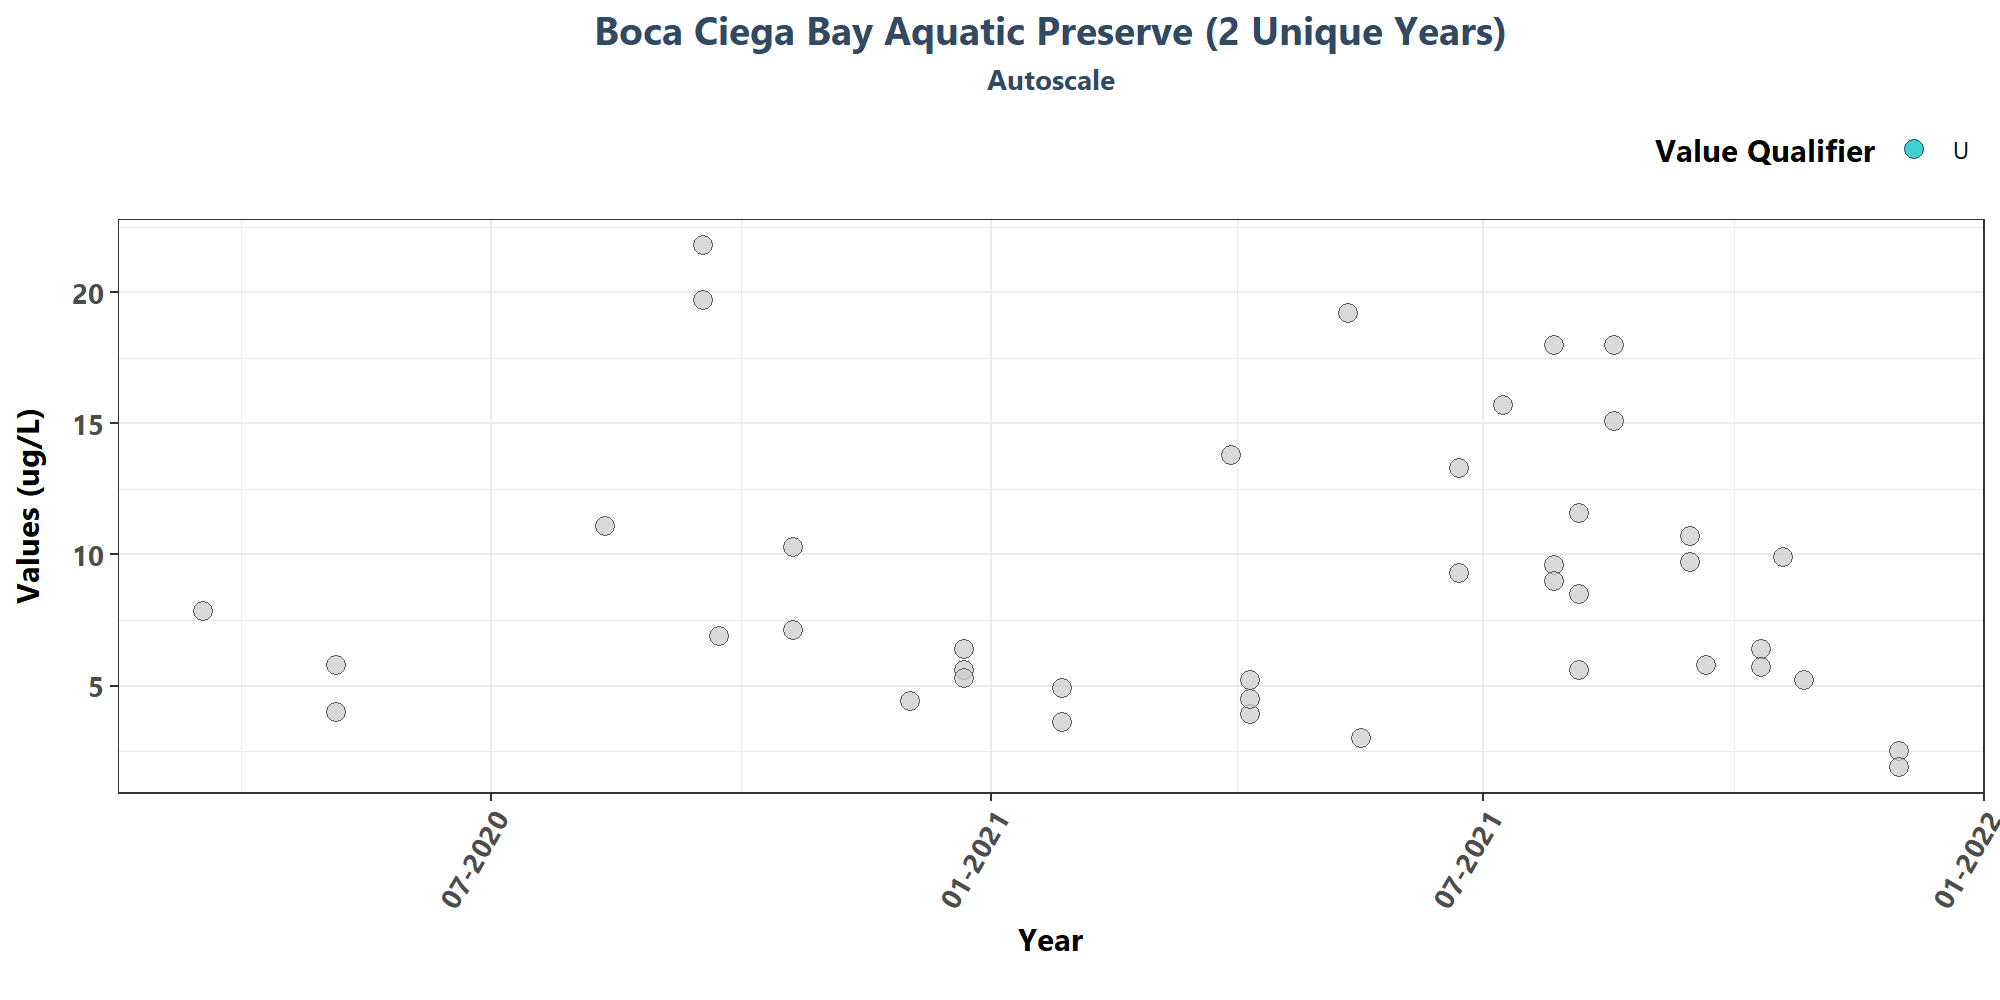 Boca Ciega Bay Aquatic Preserve (2 Unique Years)
Autoscale
Value Qualifier U
Values (ug/L)
20
15
10
5
07-2020
01-2021
07-2021
01-2022
Year